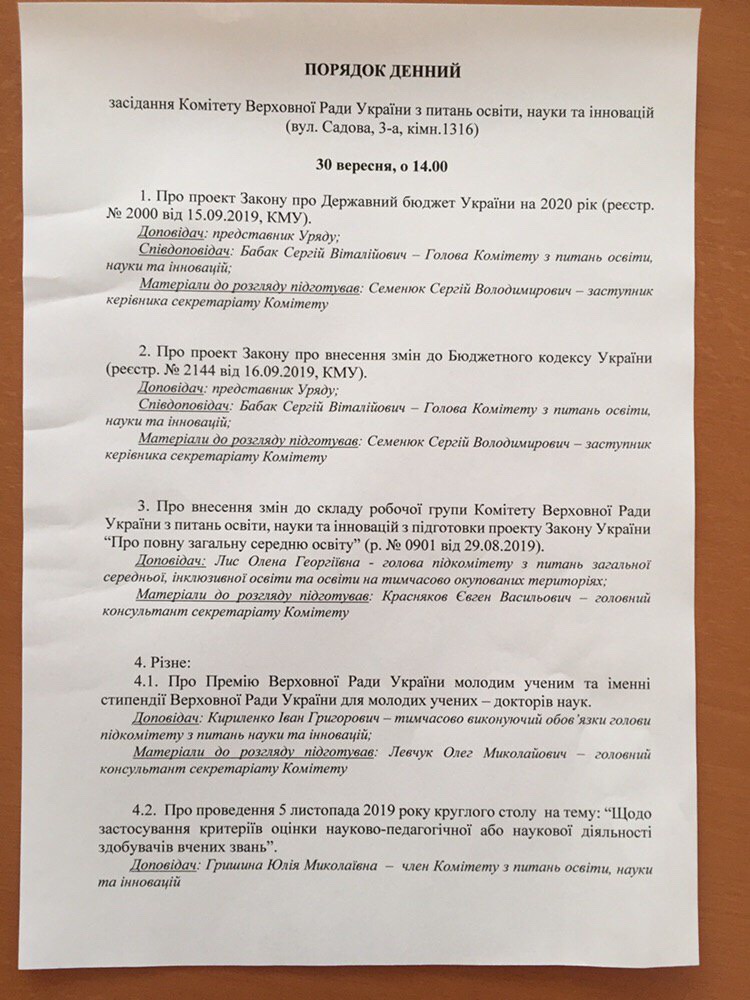 ПОРЯДОК ДЕННИЙ
засідання Комітету Верховної Ради України з питань освіти, науки та інновацій
(вул. Садова, 3-а, кімн.1316)
30 вересня, о 14.00
1. Про проект Закону про Державний бюджет України на 2020 рік (реєстр.
№ 2000 від 15.09.2019, КМУ).
Доповідач: представник Уряду;
Співдоповідач: Бабак Сергій Віталійович – Голова Комітету з питань освіти,
науки та інновацій;
Матеріали до розгляду підготував: Семенюк Сергій Володимирович – заступник
керівника секретаріату Комітету
2. Про проект Закону про внесення змін до Бюджетного кодексу України
(реєстр. № 2144 від 16.09.2019, КМУ).
Доповідач: представник Уряду;
Співдоповідач: Бабак Сергій Віталійович – Голова Комітету з питань освіти,
науки та інновацій;
Матеріали до розгляду підготував: Семенюк Сергій Володимирович – заступник
керівника секретаріату Комітету
3. Про внесення змін до складу робочої групи Комітету Верховної Ради
України з питань освіти, науки та інновацій з підготовки проекту Закону України
“Про повну загальну середню освіту” (р. № 0901 від 29.08.2019).
Доповідач: Лис Олена Георгіївна - голова підкомітету з питань загальної
середньої, інклюзивної освіти та освіти на тимчасово окупованих територіях;
Матеріали до розгляду підготував: Красняков Євген Васильович – головний
консультант секретаріату Комітету
4. Різне:
4.1. Про Премію Верховної Ради України молодим ученим та іменні
стипендії Верховної Ради України для молодих учених – докторів наук.
Доповідач: Кириленко Іван Григорович – тимчасово виконуючий обов’язки голови
підкомітету з питань науки та інновацій;
Матеріали до розгляду підготував: Левчук Олег Миколайович – головний
консультант секретаріату Комітету
4.2. Про проведення 5 листопада 2019 року круглого столу на тему: “Щодо
застосування критеріїв оцінки науково-педагогічної або наукової діяльності
здобувачів вчених звань”.
Доповідач: Гришина Юлія Миколаївна – член Комітету з питань освіти, науки
та інновацій